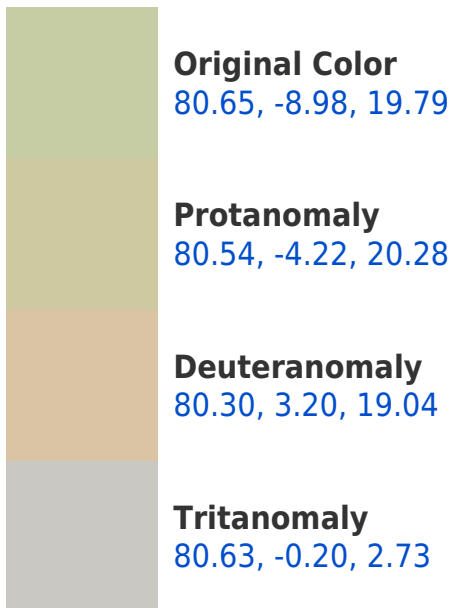 Original Color
80.65, -8.98, 19.79
Protanomaly
80.54, -4.22, 20.28
Deuteranomaly
80.30, 3.20, 19.04
Tritanomaly
80.63, -0.20, 2.73